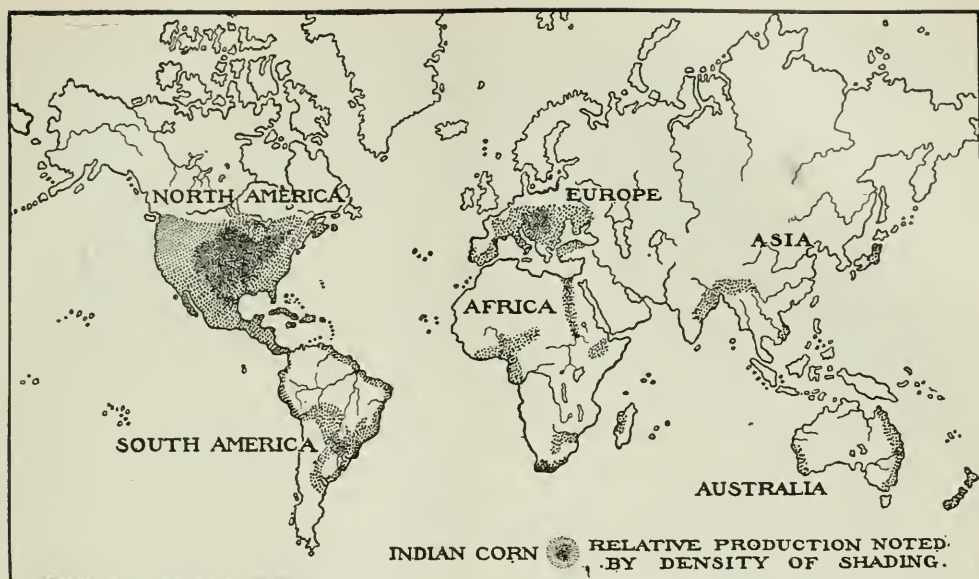 NORTH AMERICA
EUROPE
ASIA
AFRICA
SOUTH AMERICA
AUSTRALIA
INDIAN CORN
RELATIVE PRODUCTION NOTED
BY DENSITY OF SHADING.